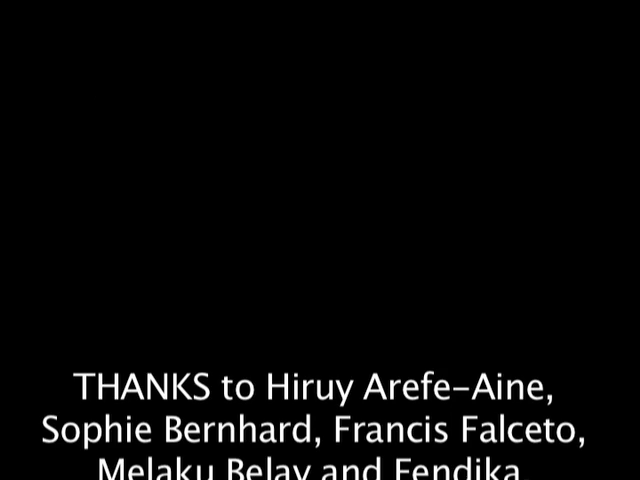 THANKS to Hiruy Arefe-Aine,
Sophie Bernhard, Francis Falceto,
Melaku Belay and Fendika